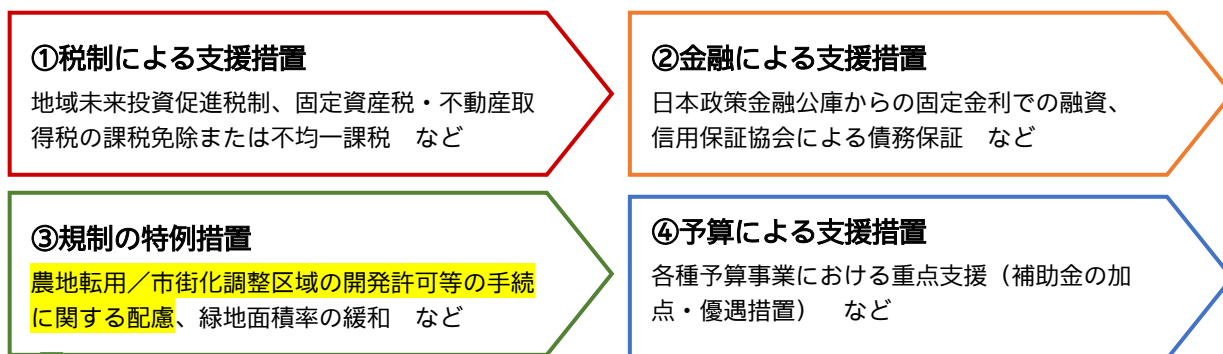 ①税制による支援措置
地域未来投資促進税制、固定資産税・不動産取
得税の課税免除または不均一課税　など
②金融による支援措置
日本政策金融公庫からの固定金利での融資、
信用保証協会による債務保証　など
③規制の特例措置
農地転用／市街化調整区域の開発許可等の手続
に関する配慮、緑地面積率の緩和　など
④予算による支援措置
各種予算事業における重点支援（補助金の加
点・優遇措置）　など